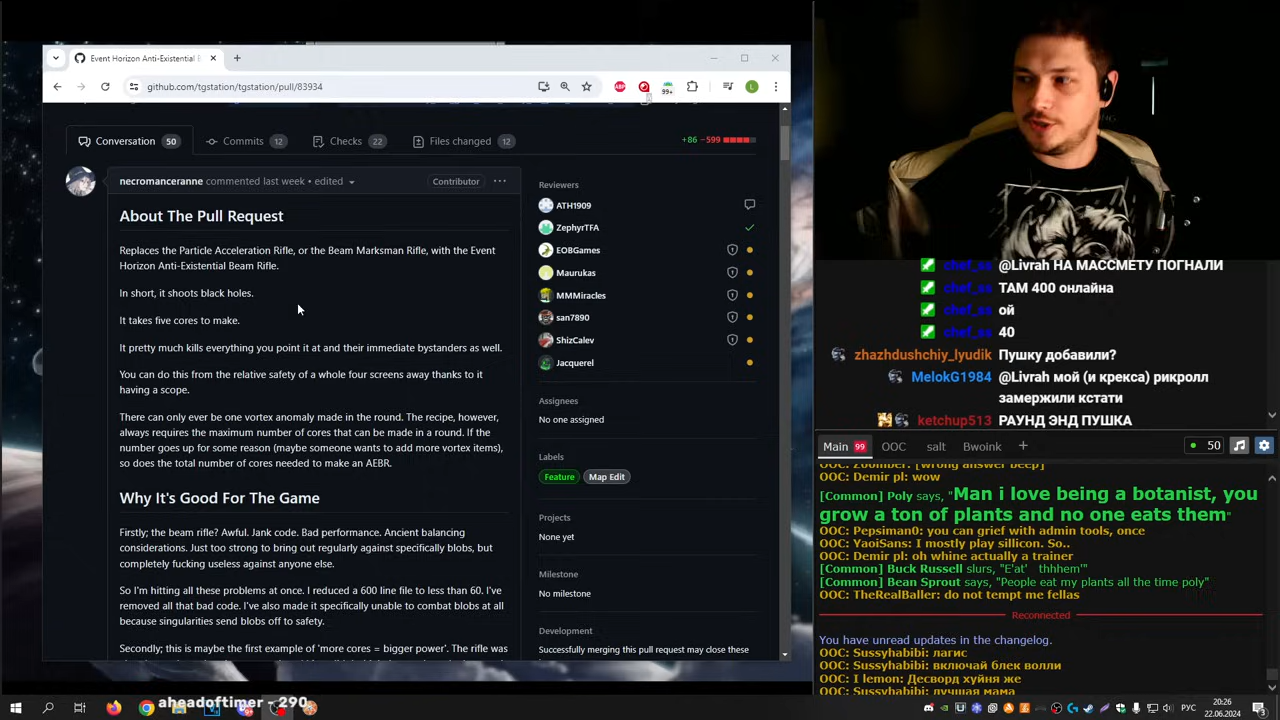 Event Horizon Anti-Existential B
github.com/tgstation/tgstation/pull/83934
99+
L
Conversation 50
Commits 12
Checks 22
Files changed 12
+86 −599
necromanceranne commented last week • edited
Contributor
About The Pull Request
Replaces the Particle Acceleration Rifle, or the Beam Marksman Rifle, with the Event
Horizon Anti-Existential Beam Rifle.
In short, it shoots black holes.
It takes five cores to make.
It pretty much kills everything you point it at and their immediate bystanders as well.
You can do this from the relative safety of a whole four screens away thanks to it
having a scope.
There can only ever be one vortex anomaly made in the round. The recipe, however,
always requires the maximum number of cores that can be made in a round. If the
number goes up for some reason (maybe someone wants to add more vortex items),
so does the total number of cores needed to make an AEBR.
Why It's Good For The Game
Firstly; the beam rifle? Awful. Jank code. Bad performance. Ancient balancing
considerations. Just too strong to bring out regularly against specifically blobs, but
completely fucking useless against anyone else.
So I'm hitting all these problems at once. I reduced a 600 line file to less than 60. I've
removed all that bad code. I've also made it specifically unable to combat blobs at all
because singularities send blobs off to safety.
Secondly; this is maybe the first example of 'more cores = bigger power'. The rifle was
Reviewers
ATH1909
ZephyrTFA
EOBGames
Maurukas
MMMiracles
san7890
ShizCalev
Jacquerel
Assignees
No one assigned
Labels
Feature
Map Edit
Projects
None yet
Milestone
No milestone
Development
Successfully merging this pull request may close these
chef_ss @Livrah НА МАССМЕТУ ПОГНАЛИ
chef_ss ТАМ 400 онлайна
chef_ss ой
chef_ss 40
zhazhdushchiy_lyudik Пушку добавили?
MelokG1984 @Livrah мой (и крекса) рикролл
замержили кстати
ketchup513 РАУНД ЭНД ПУШКА
Main 99 OOC salt Bwoink + 50
OOC: Zoomber: [wrong answer beep]
OOC: Demir pl: wow
[Common] Poly says, "Man i love being a botanist, you
grow a ton of plants and no one eats them"
OOC: Pepsiman0: you can grief with admin tools, once
OOC: YaoiSans: I mostly play sillicon. So..
OOC: Demir pl: oh whine actually a trainer
[Common] Buck Russell slurs, "E'at' thhhem'"
[Common] Bean Sprout says, "People eat my plants all the time poly"
OOC: TheRealBaller: do not tempt me fellas
Reconnected
You have unread updates in the changelog.
OOC: Sussyhabibi: лагис
OOC: Sussyhabibi: включай блек волли
OOC: I lemon: Десворд хуйня же
OOC: Sussyhabibi: лучшая мама
aheadoftimer - 290
РУС
20:26
22.06.2024